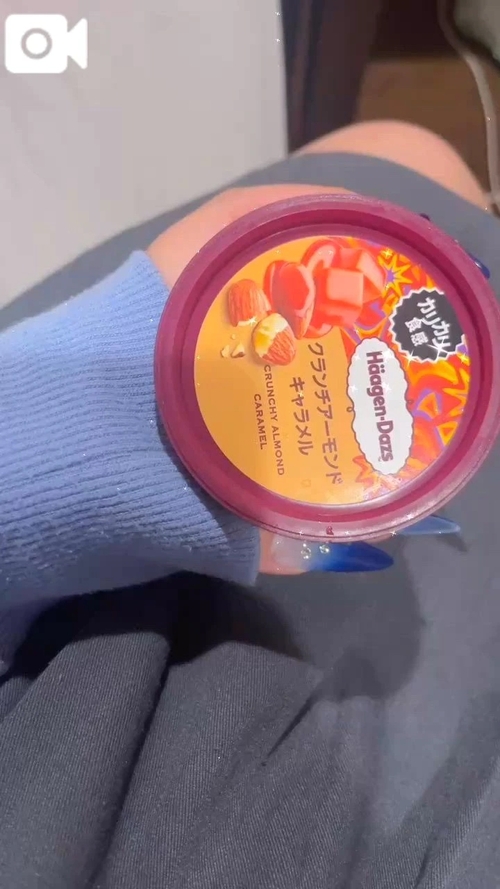 カリカリ
食感
Häagen-Dazs
クランチアーモンド
キャラメル
CRUNCHY ALMOND
CARAMEL